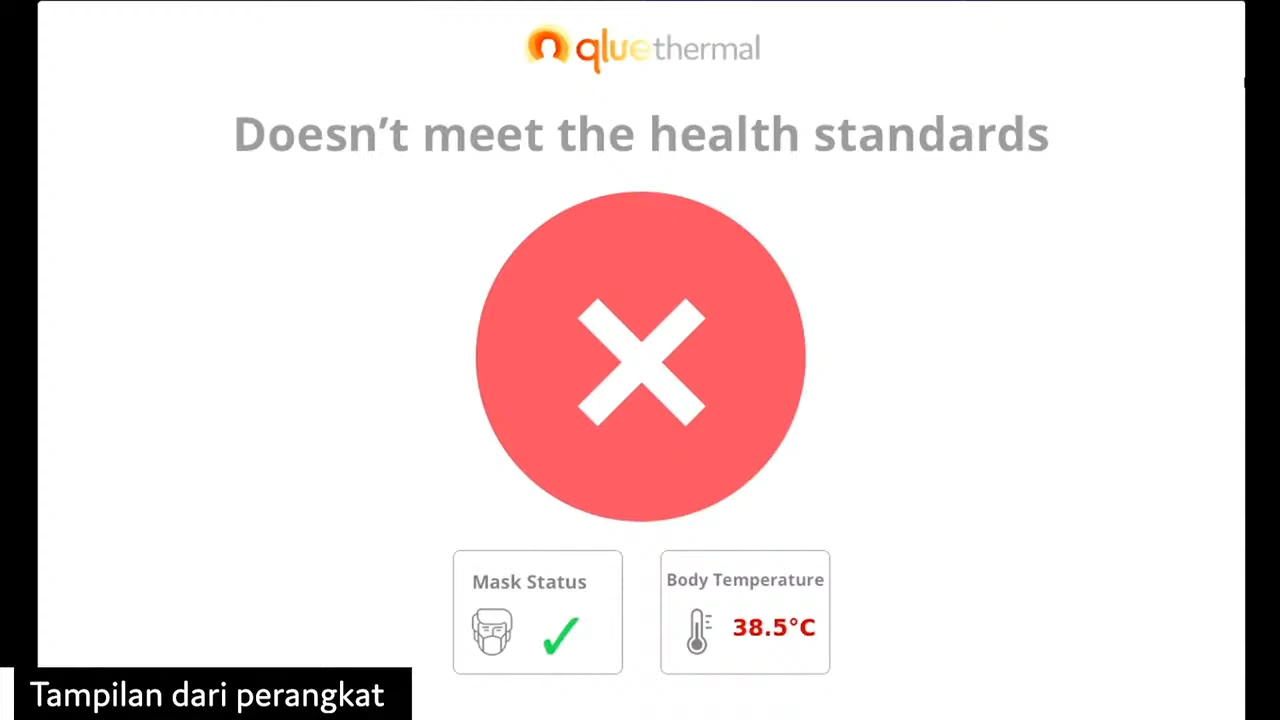 qluethermal
Doesn’t meet the health standards
Mask Status
Body Temperature
38.5°C
Tampilan dari perangkat